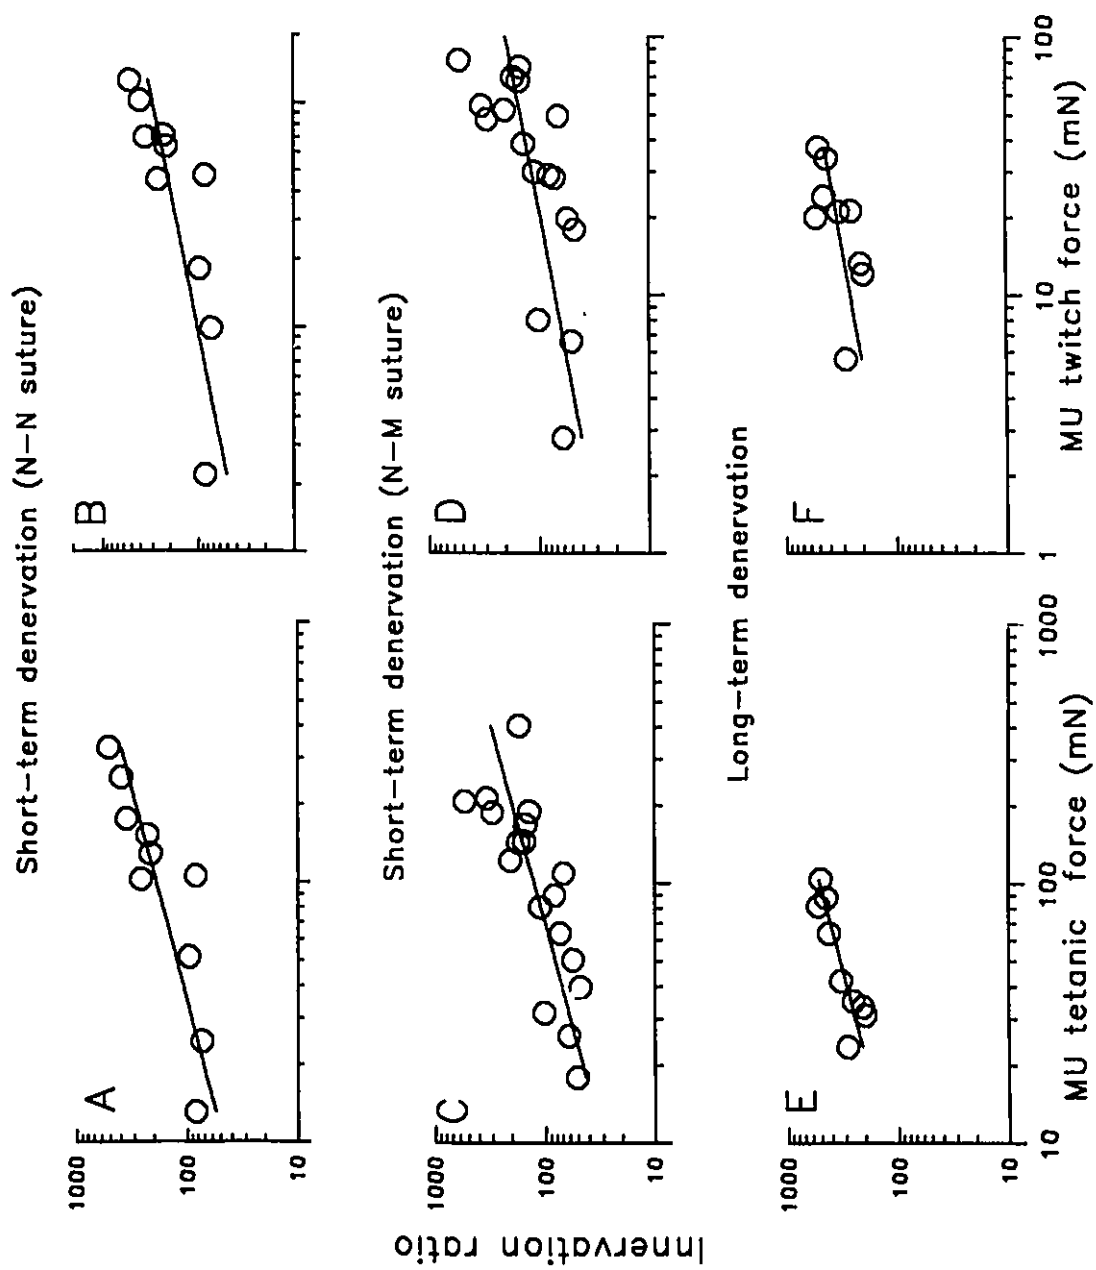 Short-term denervation (N-N suture)
A
B
1000
100
10
Short-term denervation (N-M suture)
C
D
1000
100
10
Innervation ratio
Long-term denervation
E
F
1000
100
10
10
100
1000
1
10
100
MU tetanic force (mN)
MU twitch force (mN)